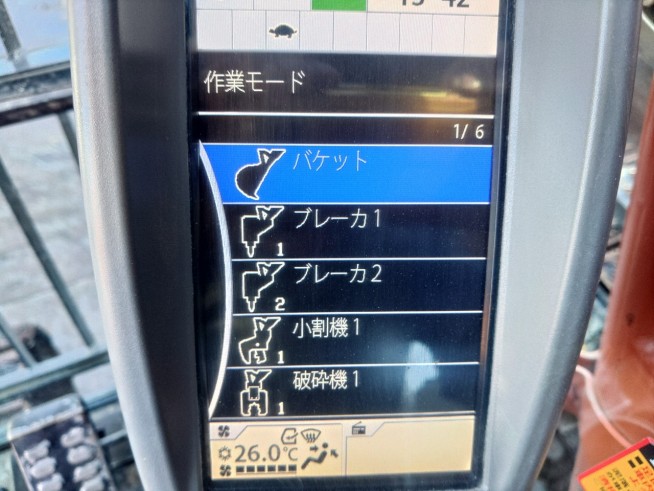 作業モード
1/ 6
バケット
ブレーカ1
1
ブレーカ2
2
小割機1
1
破砕機1
1
26.0℃